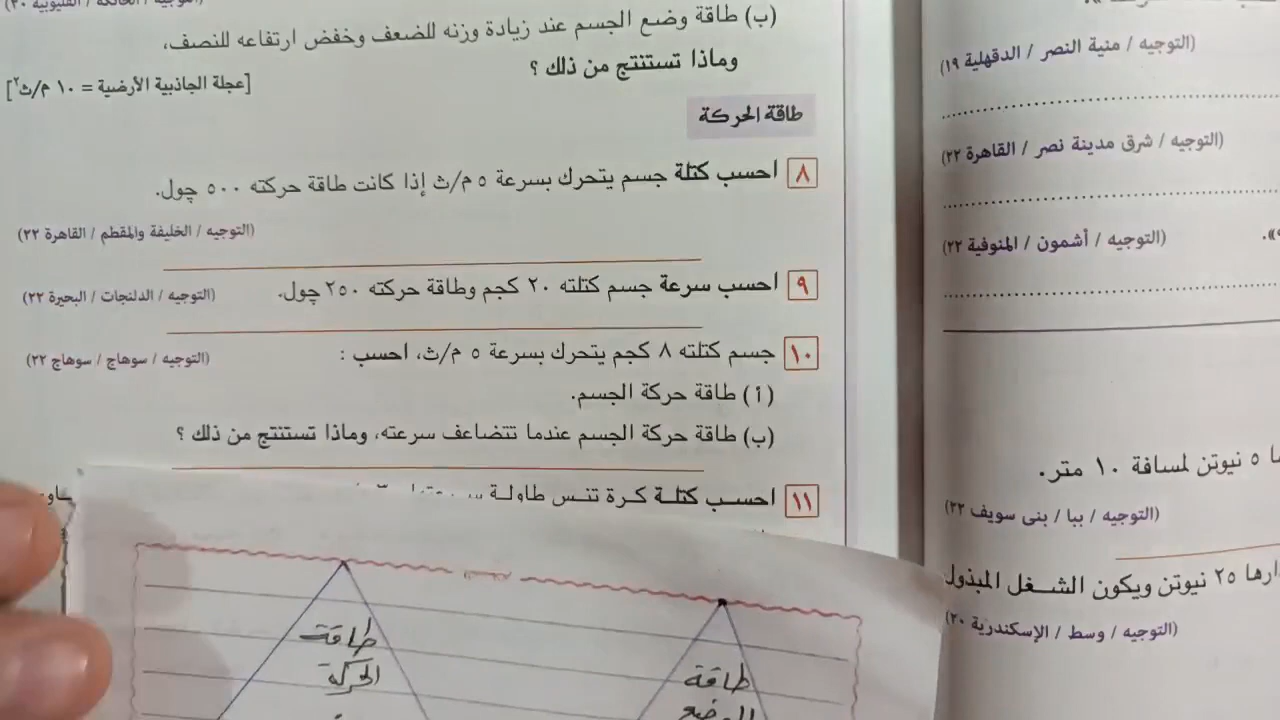 (ب) طاقة وضع الجسم عند زيادة وزنه للضعف وخفض ارتفاعه للنصف،
وماذا تستنتج من ذلك ؟
[عجلة الجاذبية الأرضية = ١٠ م/ث٢]
طاقة الحركة
٨ احسب كتلة جسم يتحرك بسرعة ٥ م/ث إذا كانت طاقة حركته ٥٠٠ چول.
(التوجيه / الخليفة والمقطم / القاهرة ٢٢)
٩ احسب سرعة جسم كتلته ٢٠ كجم وطاقة حركته ٢٥٠ چول.
(التوجيه / الدلنجات / البحيرة ٢٢)
١٠ جسم كتلته ٨ كجم يتحرك بسرعة ٥ م/ث، احسب :
(التوجيه / سوهاج / سوهاج ٢٢)
(أ) طاقة حركة الجسم.
(ب) طاقة حركة الجسم عندما تتضاعف سرعته، وماذا تستنتج من ذلك ؟
١١ احسب كتلة كرة تنس طاولة
طاقة الحركة
طاقة الوضع
(التوجيه / منية النصر / الدقهلية ١٩)
(التوجيه / شرق مدينة نصر / القاهرة ٢٢)
(التوجيه / أشمون / المنوفية ٢٢)
٥ نيوتن لمسافة ١٠ متر.
(التوجيه / ببا / بنى سويف ٢٢)
٢٥ نيوتن ويكون الشغل المبذول
(التوجيه / وسط / الإسكندرية ٢٠)